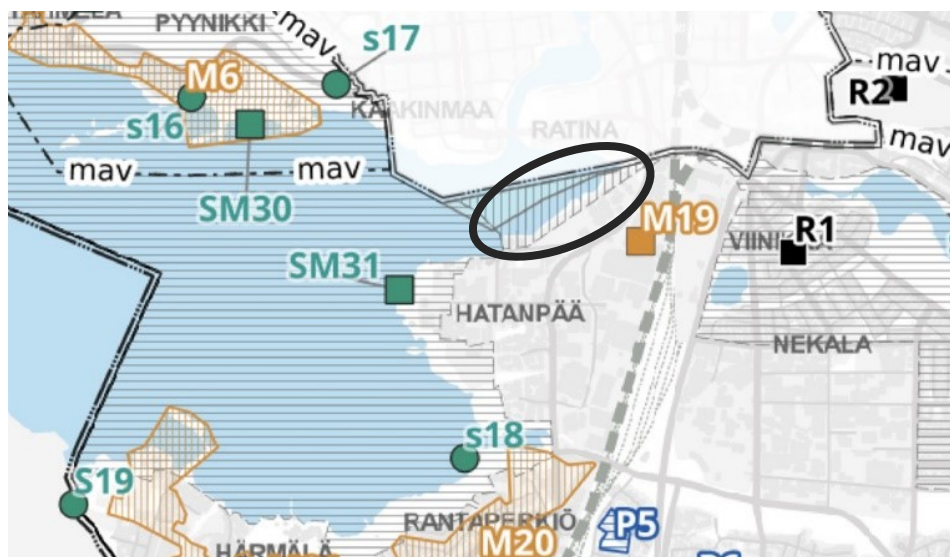 PYYNIKKI
mav
s17
M6
KAAKINMAA
s16
RATINA
mav
R2
mav
mav
mav
SM30
M19
R1
SM31
HATANPÄÄ
NEKALA
s18
S19
RANTAPERKIÖ
P5
HÄRMÄLÄ
M20